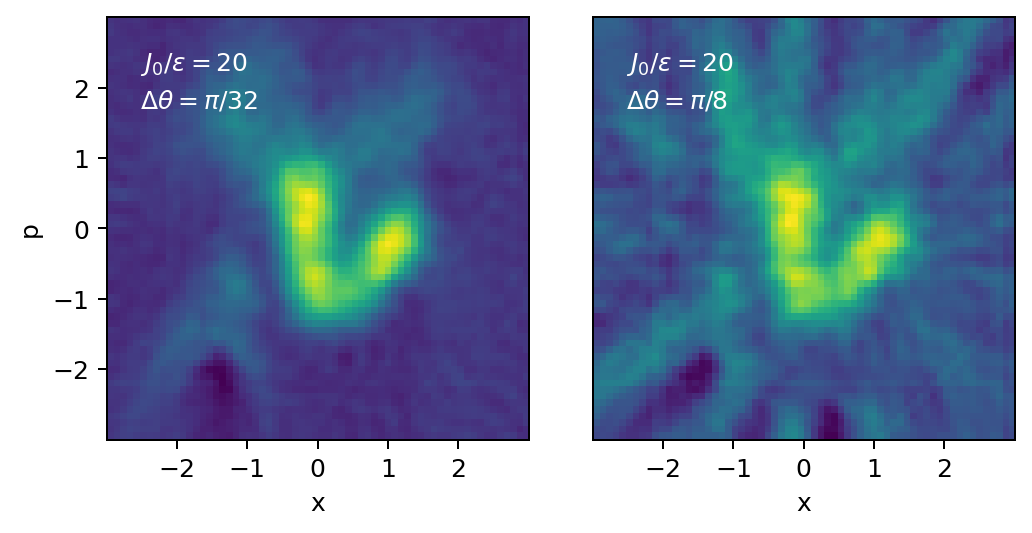 J₀/ε = 20
Δθ = π/32
J₀/ε = 20
Δθ = π/8
p
2
1
0
−1
−2
−2 −1 0 1 2
x
−2 −1 0 1 2
x